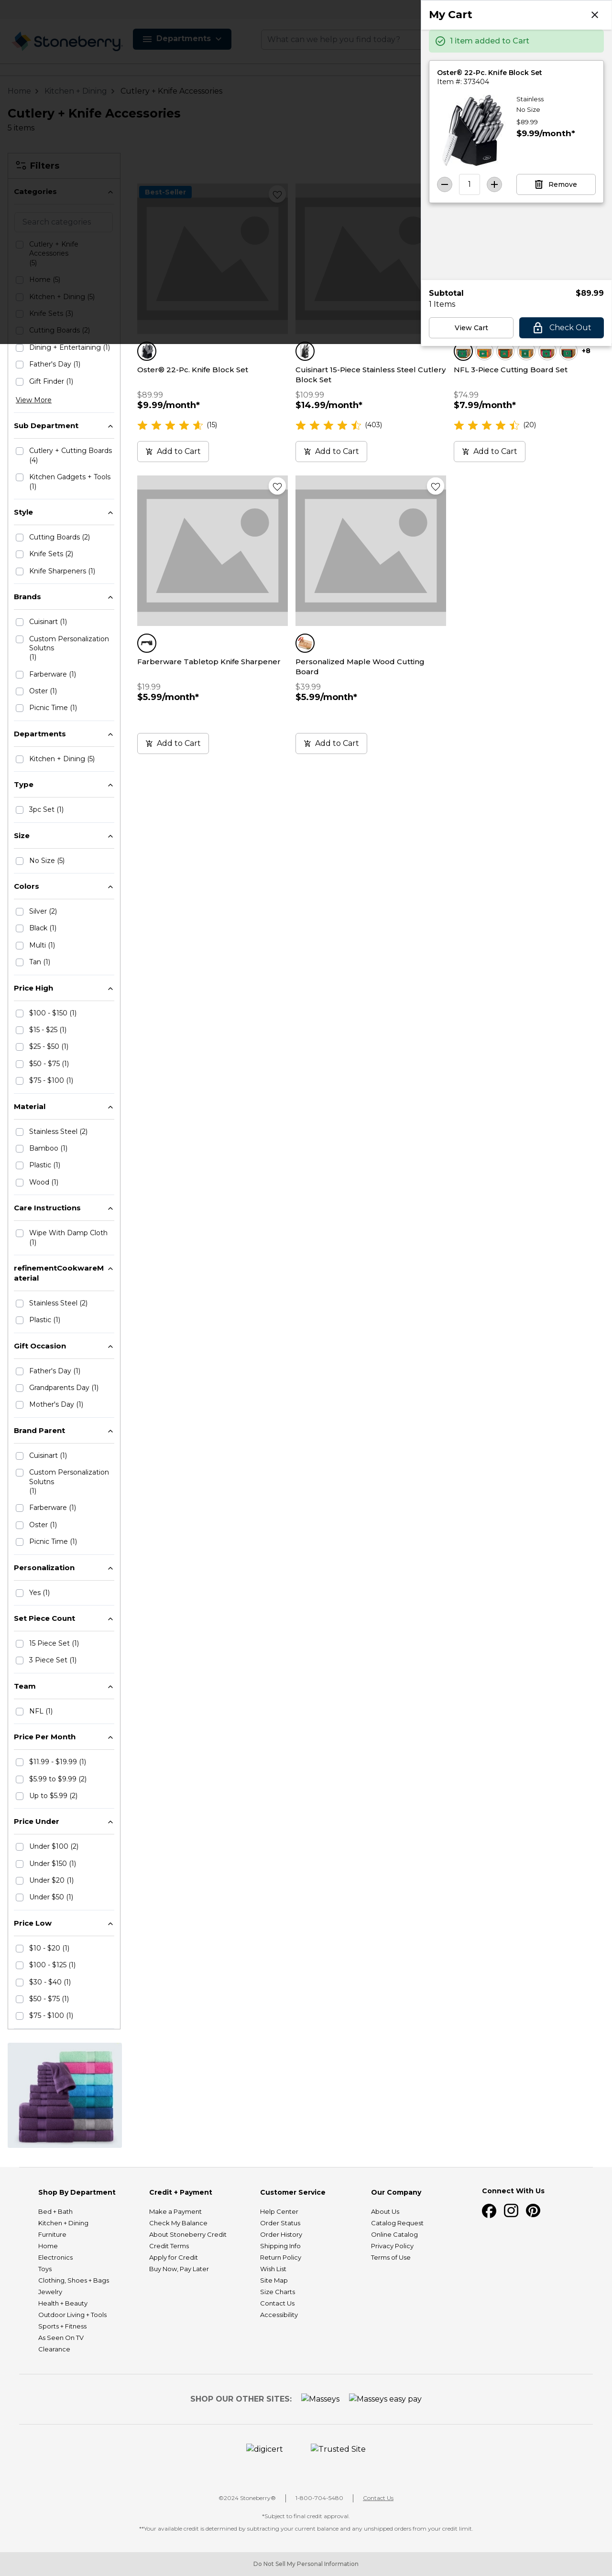 My Cart
1 item added to Cart
Oster® 22-Pc. Knife Block Set
Item #: 373404
Stainless
No Size
$89.99
$9.99/month*
1
Remove
Subtotal
$89.99
1 Items
View Cart
Check Out
Stoneberry
Departments
What can we help you find today?
Home
Kitchen + Dining
Cutlery + Knife Accessories
Cutlery + Knife Accessories
5 items
Filters
Categories
Search categories
Cutlery + Knife
Accessories
(5)
Home (5)
Kitchen + Dining (5)
Knife Sets (3)
Cutting Boards (2)
Dining + Entertaining (1)
Father's Day (1)
Gift Finder (1)
View More
Sub Department
Cutlery + Cutting Boards
(4)
Kitchen Gadgets + Tools
(1)
Style
Cutting Boards (2)
Knife Sets (2)
Knife Sharpeners (1)
Brands
Cuisinart (1)
Custom Personalization
Solutns
(1)
Farberware (1)
Oster (1)
Picnic Time (1)
Departments
Kitchen + Dining (5)
Type
3pc Set (1)
Size
No Size (5)
Colors
Silver (2)
Black (1)
Multi (1)
Tan (1)
Price High
$100 - $150 (1)
$15 - $25 (1)
$25 - $50 (1)
$50 - $75 (1)
$75 - $100 (1)
Material
Stainless Steel (2)
Bamboo (1)
Plastic (1)
Wood (1)
Care Instructions
Wipe With Damp Cloth
(1)
refinementCookwareM
aterial
Stainless Steel (2)
Plastic (1)
Gift Occasion
Father's Day (1)
Grandparents Day (1)
Mother's Day (1)
Brand Parent
Cuisinart (1)
Custom Personalization
Solutns
(1)
Farberware (1)
Oster (1)
Picnic Time (1)
Personalization
Yes (1)
Set Piece Count
15 Piece Set (1)
3 Piece Set (1)
Team
NFL (1)
Price Per Month
$11.99 - $19.99 (1)
$5.99 to $9.99 (2)
Up to $5.99 (2)
Price Under
Under $100 (2)
Under $150 (1)
Under $20 (1)
Under $50 (1)
Price Low
$10 - $20 (1)
$100 - $125 (1)
$30 - $40 (1)
$50 - $75 (1)
$75 - $100 (1)
Best-Seller
Oster® 22-Pc. Knife Block Set
$89.99
$9.99/month*
(15)
Add to Cart
Cuisinart 15-Piece Stainless Steel Cutlery
Block Set
$109.99
$14.99/month*
(403)
Add to Cart
+8
NFL 3-Piece Cutting Board Set
$74.99
$7.99/month*
(20)
Add to Cart
Farberware Tabletop Knife Sharpener
$19.99
$5.99/month*
Add to Cart
Personalized Maple Wood Cutting
Board
$39.99
$5.99/month*
Add to Cart
Shop By Department
Bed + Bath
Kitchen + Dining
Furniture
Home
Electronics
Toys
Clothing, Shoes + Bags
Jewelry
Health + Beauty
Outdoor Living + Tools
Sports + Fitness
As Seen On TV
Clearance
Credit + Payment
Make a Payment
Check My Balance
About Stoneberry Credit
Credit Terms
Apply for Credit
Buy Now, Pay Later
Customer Service
Help Center
Order Status
Order History
Shipping Info
Return Policy
Wish List
Site Map
Size Charts
Contact Us
Accessibility
Our Company
About Us
Catalog Request
Online Catalog
Privacy Policy
Terms of Use
Connect With Us
SHOP OUR OTHER SITES:
Masseys
Masseys easy pay
digicert
Trusted Site
©2024 Stoneberry®
1-800-704-5480
Contact Us
*Subject to final credit approval.
**Your available credit is determined by subtracting your current balance and any unshipped orders from your credit limit.
Do Not Sell My Personal Information